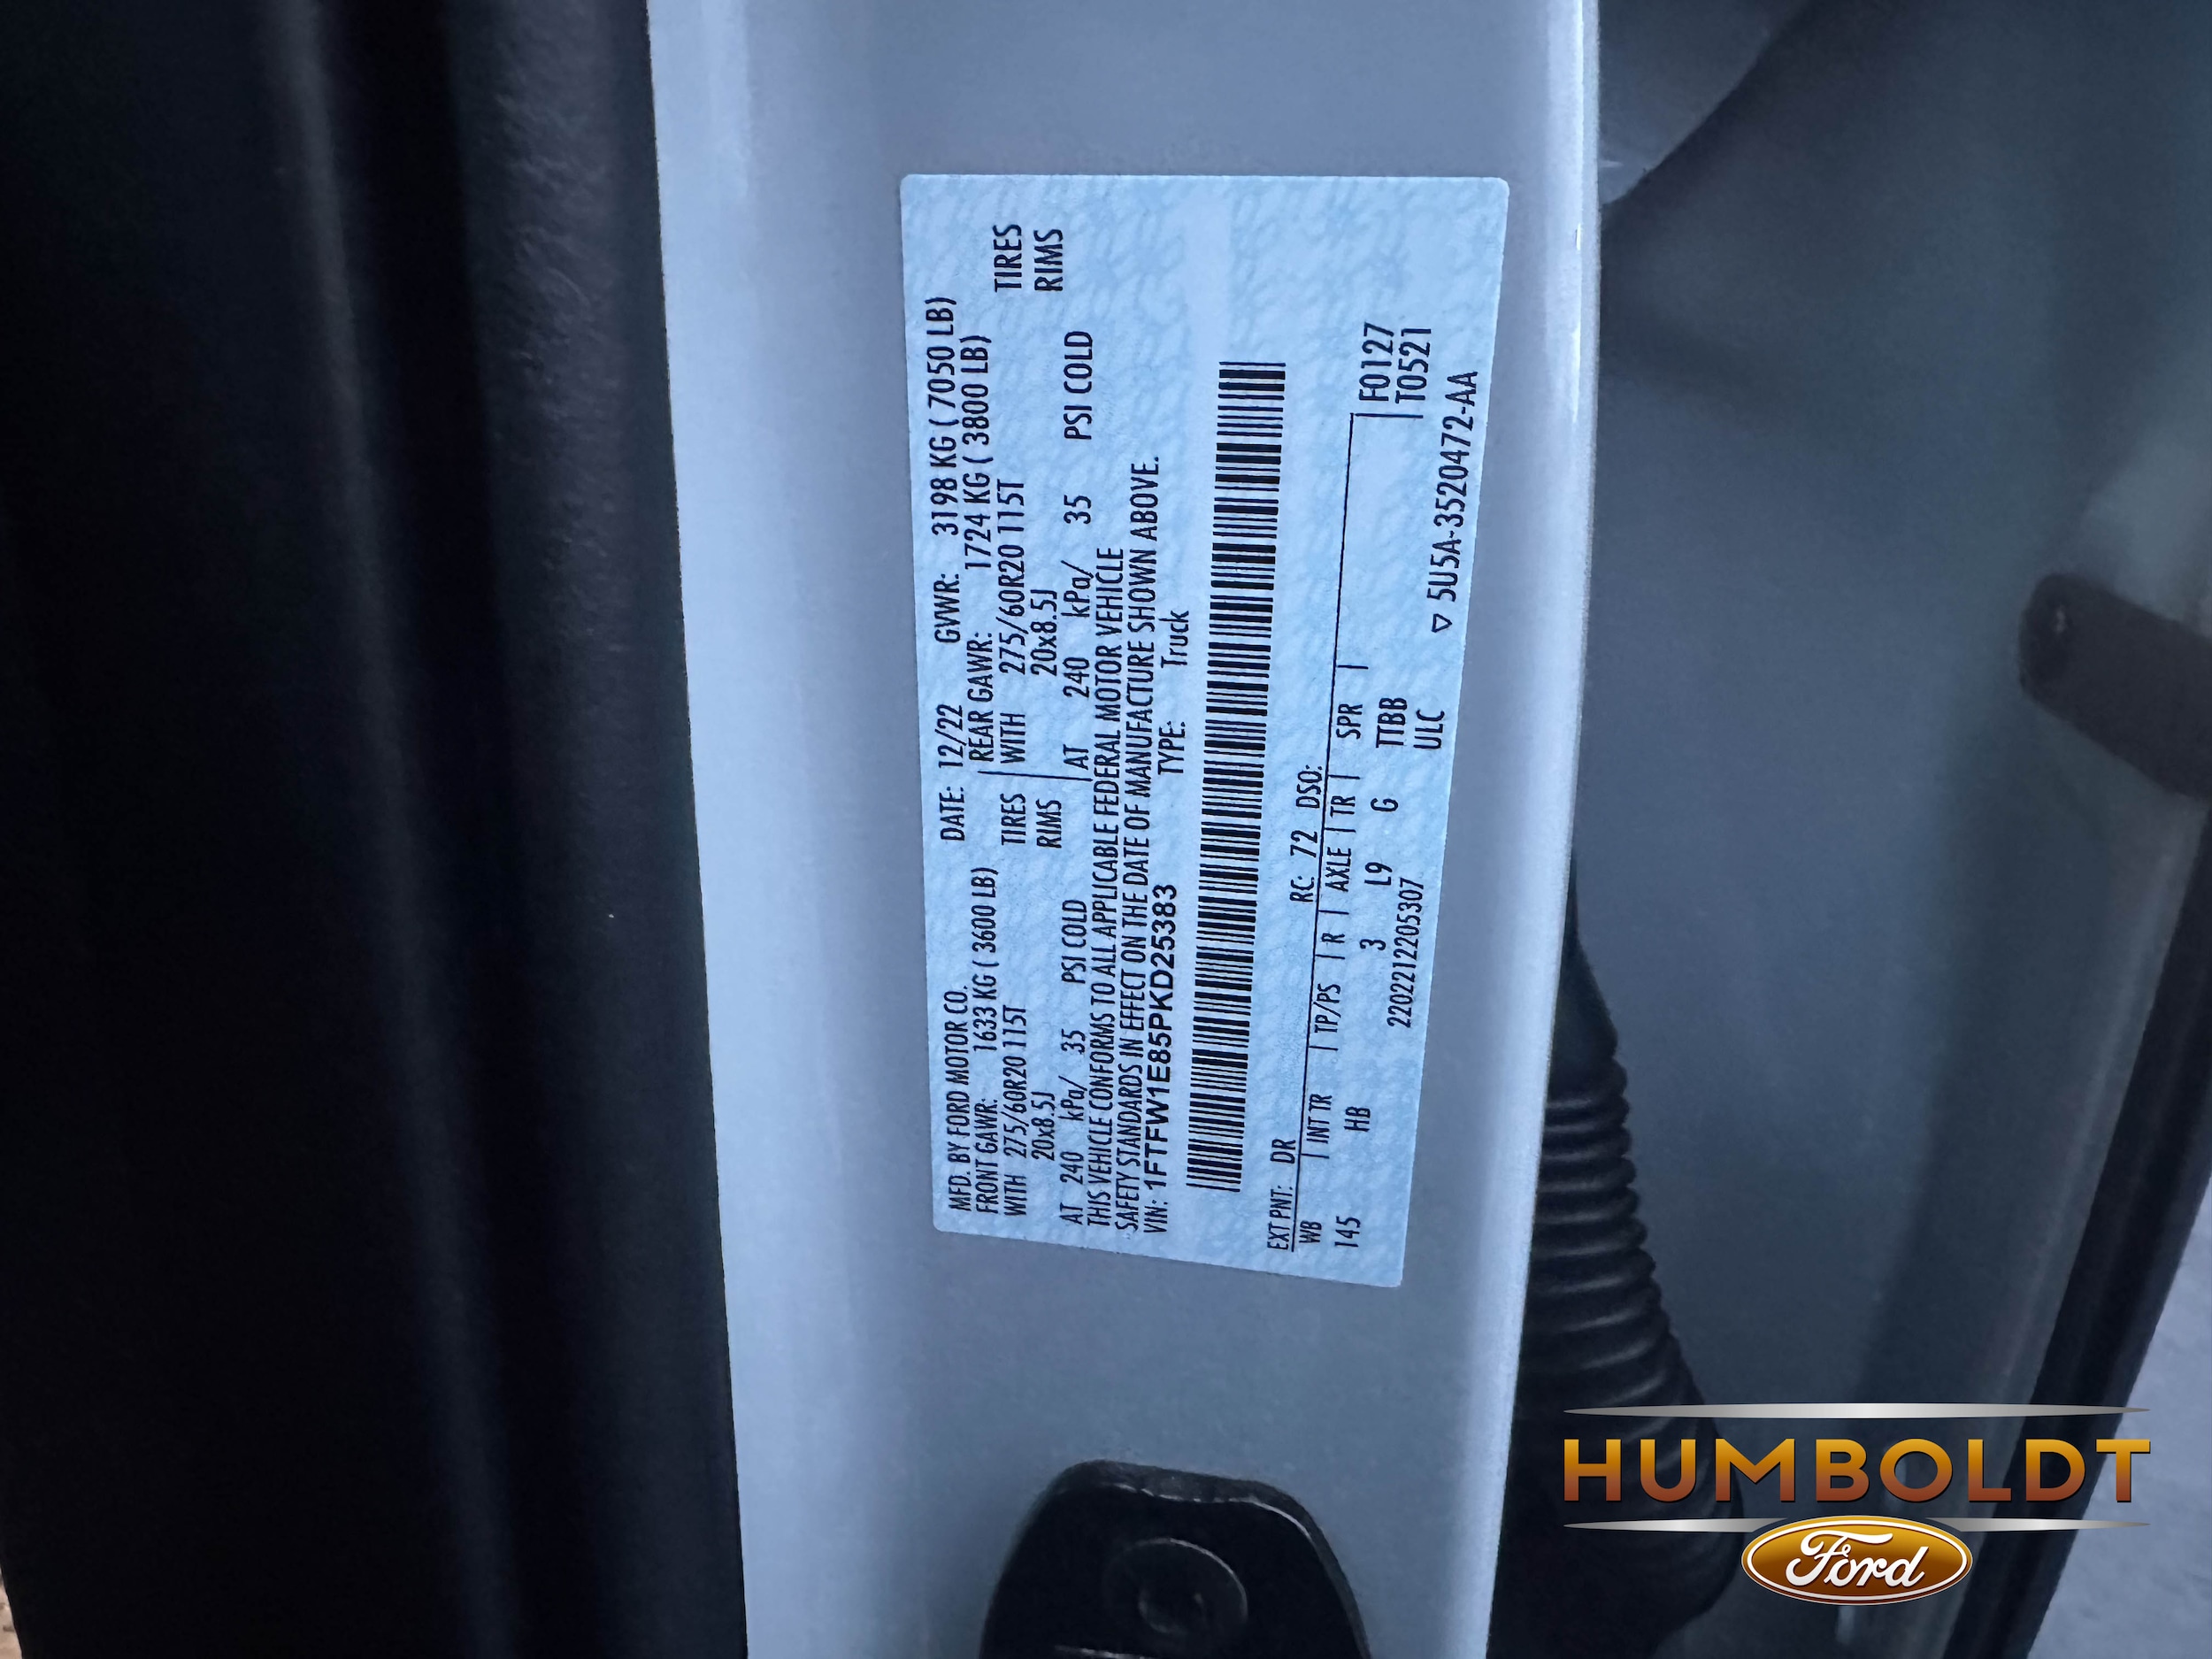 MFD. BY FORD MOTOR CO. DATE: 12/22 GVWR: 3198 KG ( 7050 LB)
FRONT GAWR: 1633 KG ( 3600 LB) REAR GAWR: 1724 KG ( 3800 LB)
WITH 275/60R20 115T TIRES WITH 275/60R20 115T TIRES
20x8.5J RIMS 20x8.5J RIMS
AT 240 kPa/ 35 PSI COLD AT 240 kPa/ 35 PSI COLD
THIS VEHICLE CONFORMS TO ALL APPLICABLE FEDERAL MOTOR VEHICLE
SAFETY STANDARDS IN EFFECT ON THE DATE OF MANUFACTURE SHOWN ABOVE.
VIN: 1FTFW1E85PKD25383 TYPE: Truck
EXT PNT: DR RC: 72 DSO:
WB | INT TR | TP/PS | R | AXLE | TR | SPR | F0127
145 HB 3 L9 G TTBB T0521
2202212205307 ULC
▽ 5U5A-3520472-AA
HUMBOLDT
Ford